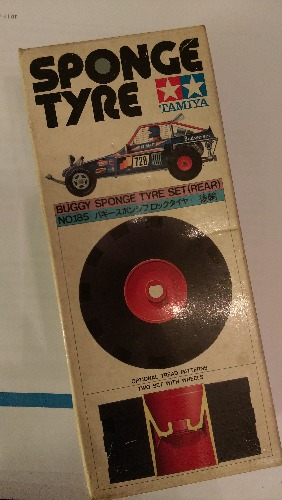 SPONGE
TYRE
TAMIYA
728
BUGGY SPONGE TYRE SET(REAR)
NO.185 バギースポンジブロックタイヤ 後輪
OPTIONAL TREAD PATTERNS
TWO SET WITH WHEELS